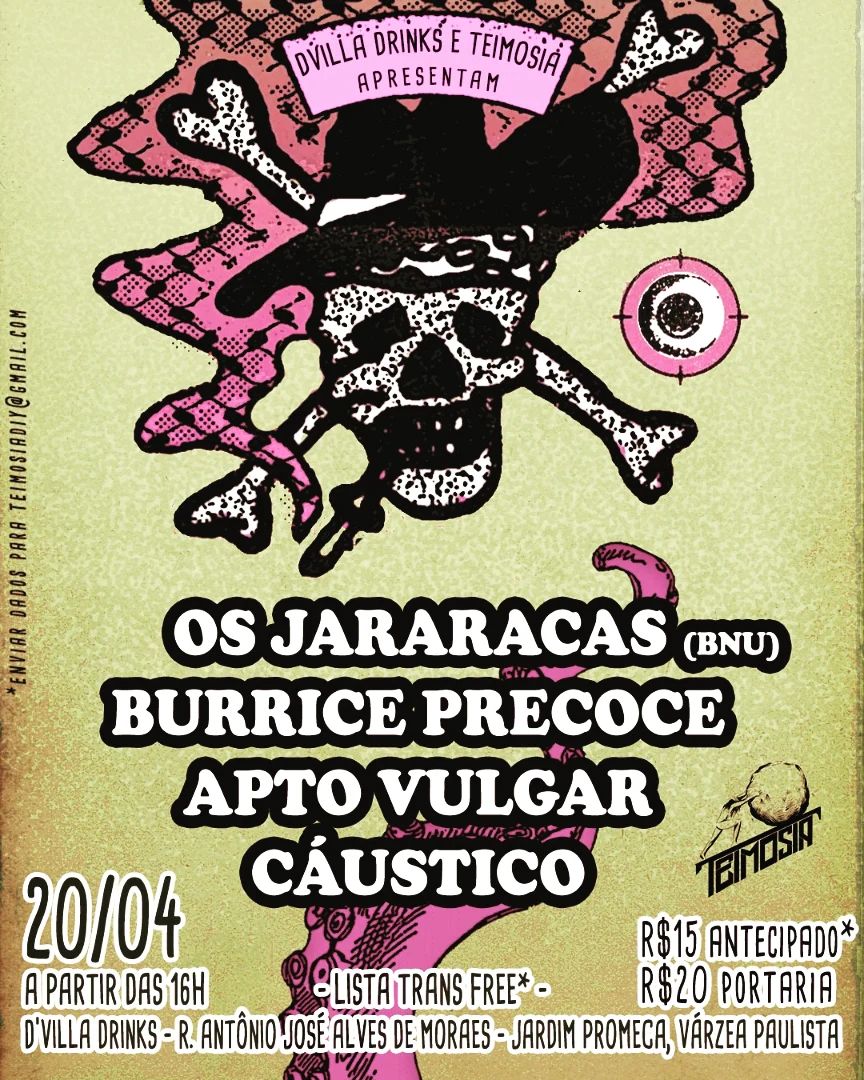 D'VILLA DRINKS E TEIMOSIA
APRESENTAM
*ENVIAR DADOS PARA TEIMOSIADIY@GMAIL.COM
OS JARARACAS (BNU)
BURRICE PRECOCE
APTO VULGAR
CÁUSTICO
TEIMOSIA
20/04
A PARTIR DAS 16H
- LISTA TRANS FREE* -
R$15 ANTECIPADO*
R$20 PORTARIA
D'VILLA DRINKS - R. ANTÔNIO JOSÉ ALVES DE MORAES - JARDIM PROMECA, VÁRZEA PAULISTA